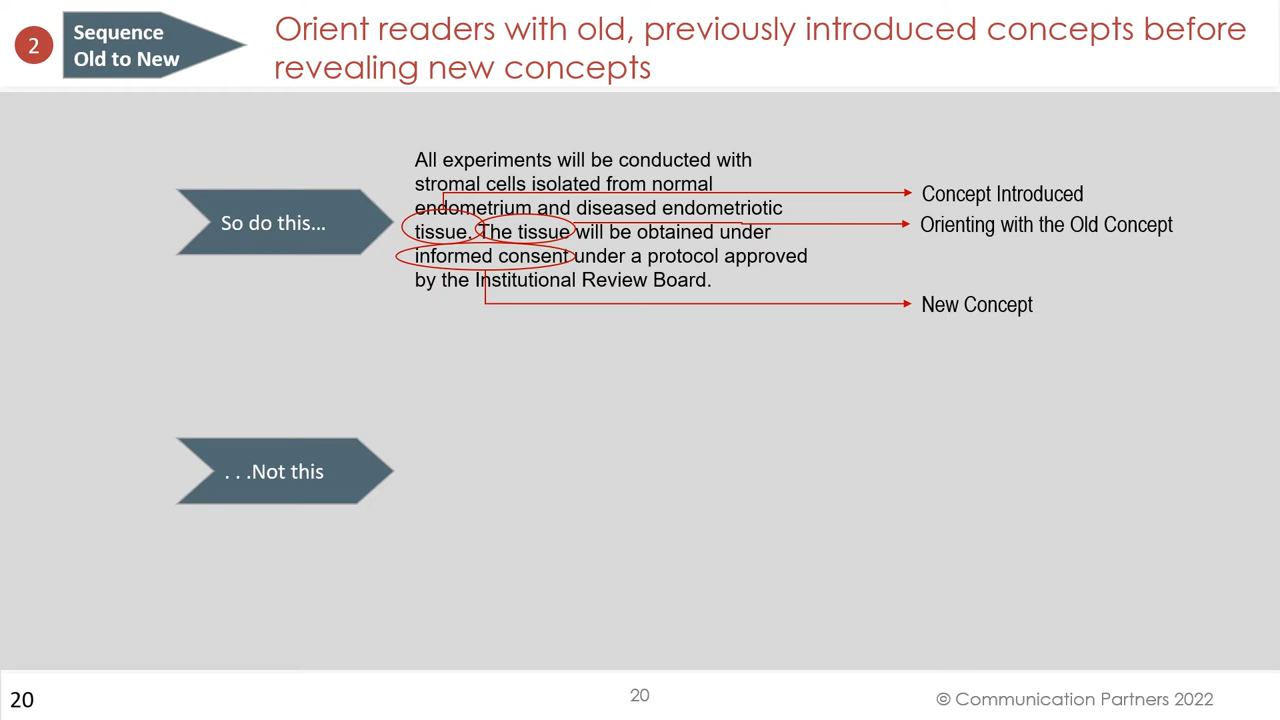 2
Sequence
Old to New
Orient readers with old, previously introduced concepts before
revealing new concepts
So do this...
All experiments will be conducted with
stromal cells isolated from normal
endometrium and diseased endometriotic
tissue. The tissue will be obtained under
informed consent under a protocol approved
by the Institutional Review Board.
Concept Introduced
Orienting with the Old Concept
New Concept
. . .Not this
20
20
© Communication Partners 2022